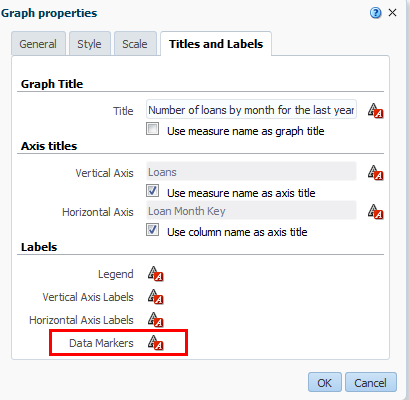 Graph properties
General Style Scale Titles and Labels
Graph Title
Title Number of loans by month for the last year
Use measure name as graph title
Axis titles
Vertical Axis Loans
Use measure name as axis title
Horizontal Axis Loan Month Key
Use column name as axis title
Labels
Legend
Vertical Axis Labels
Horizontal Axis Labels
Data Markers
OK Cancel